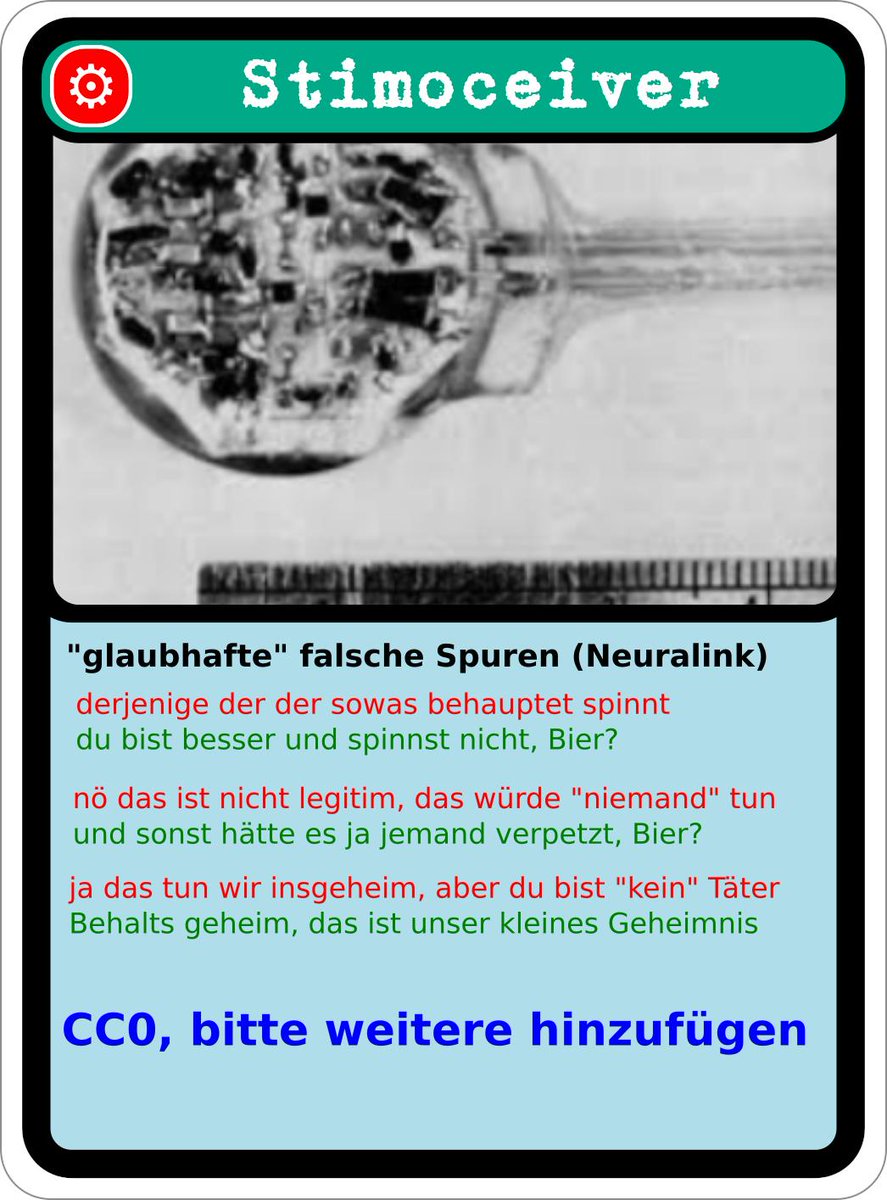 Stimoceiver
"glaubhafte" falsche Spuren (Neuralink)
derjenige der der sowas behauptet spinnt
du bist besser und spinnst nicht, Bier?
nö das ist nicht legitim, das würde "niemand" tun
und sonst hätte es ja jemand verpetzt, Bier?
ja das tun wir insgeheim, aber du bist "kein" Täter
Behalts geheim, das ist unser kleines Geheimnis
CC0, bitte weitere hinzufügen